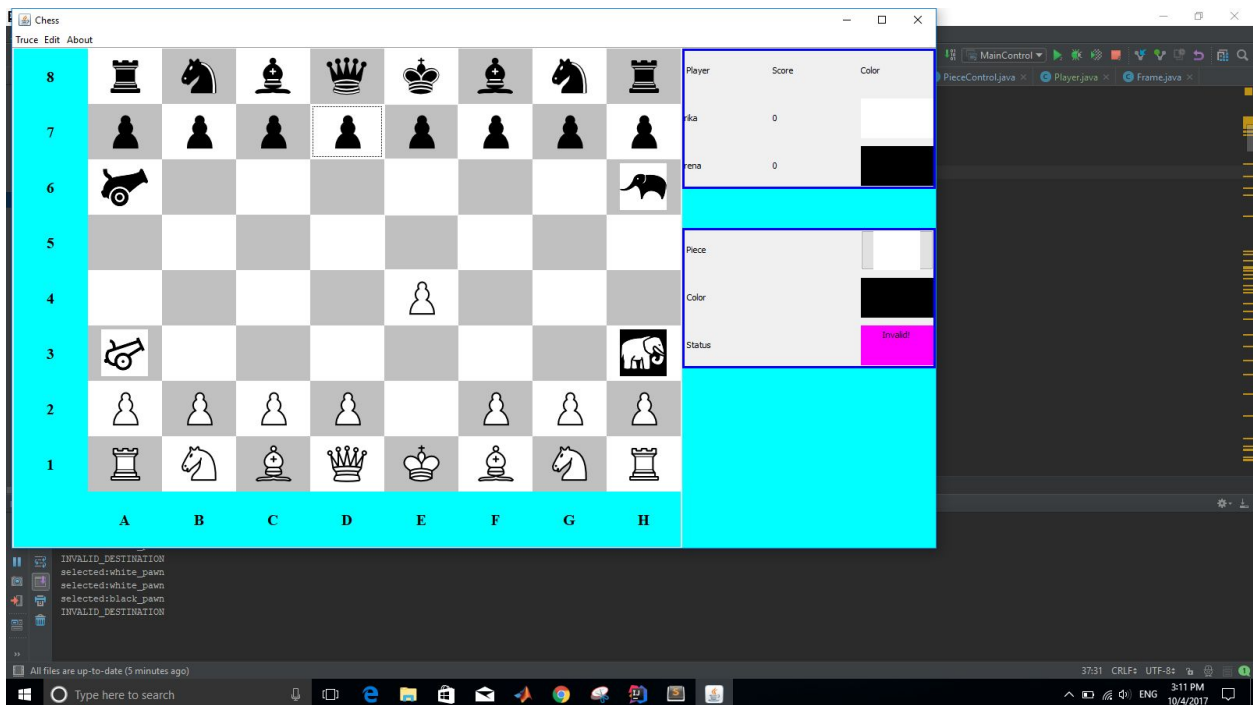 Chess
Truce Edit About
MainControl
PieceControl.java Player.java Frame.java
8
7
6
5
4
3
2
1
A B C D E F G H
Player Score Color
rika 0
rena 0
Piece
Color
Status Invalid!
INVALID_DESTINATION
selected:white_pawn
selected:white_pawn
selected:black_pawn
INVALID_DESTINATION
All files are up-to-date (5 minutes ago)
37:31 CRLF÷ UTF-8÷
Type here to search
ENG
3:11 PM
10/4/2017